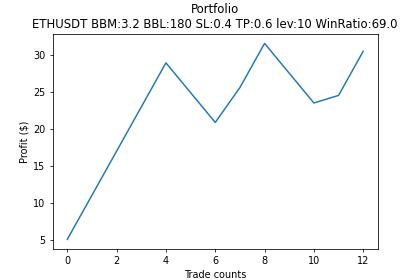 Portfolio
ETHUSDT BBM:3.2 BBL:180 SL:0.4 TP:0.6 lev:10 WinRatio:69.0
30
25
20
15
10
5
Profit ($)
0 2 4 6 8 10 12
Trade counts